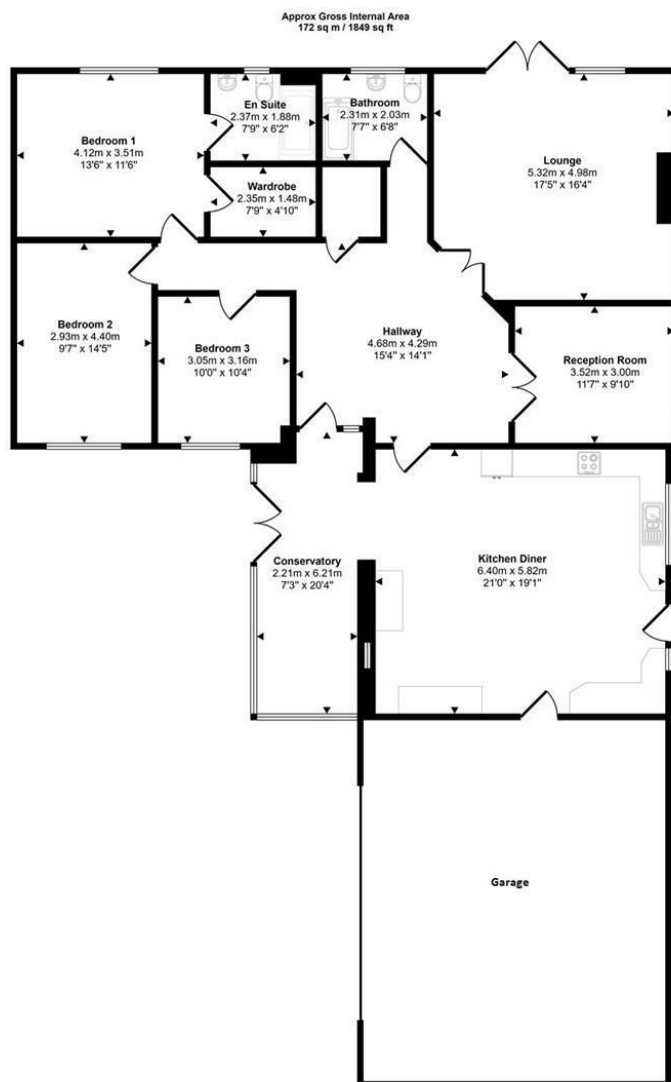 Approx Gross Internal Area
172 sq m / 1849 sq ft
En Suite
2.37m x 1.88m
7'9" x 6'2"
Bathroom
2.31m x 2.03m
7'7" x 6'8"
Bedroom 1
4.12m x 3.51m
13'6" x 11'6"
Lounge
5.32m x 4.98m
17'5" x 16'4"
Wardrobe
2.35m x 1.48m
7'9" x 4'10"
Bedroom 2
2.93m x 4.40m
9'7" x 14'5"
Bedroom 3
3.05m x 3.16m
10'0" x 10'4"
Hallway
4.68m x 4.29m
15'4" x 14'1"
Reception Room
3.52m x 3.00m
11'7" x 9'10"
Conservatory
2.21m x 6.21m
7'3" x 20'4"
Kitchen Diner
6.40m x 5.82m
21'0" x 19'1"
Garage